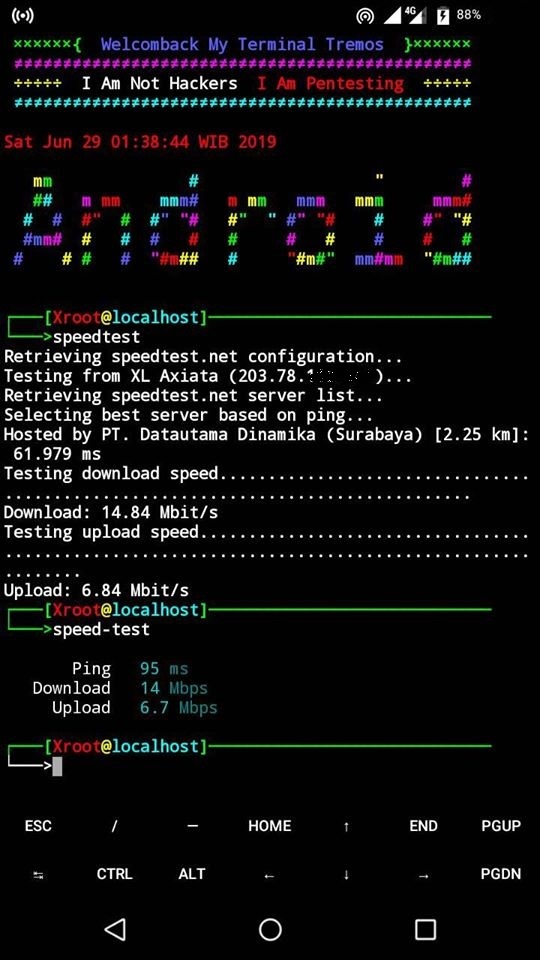 4G 88%
××××××{ Welcomback My Terminal Tremos }××××××
≠≠≠≠≠≠≠≠≠≠≠≠≠≠≠≠≠≠≠≠≠≠≠≠≠≠≠≠≠≠≠≠≠≠≠≠≠≠≠≠≠≠≠≠≠≠≠
÷÷÷÷÷ I Am Not Hackers I Am Pentesting ÷÷÷÷÷
≠≠≠≠≠≠≠≠≠≠≠≠≠≠≠≠≠≠≠≠≠≠≠≠≠≠≠≠≠≠≠≠≠≠≠≠≠≠≠≠≠≠≠≠≠≠≠
Sat Jun 29 01:38:44 WIB 2019
Android
┌───[Xroot@localhost]─────────────────────────────
└───>speedtest
Retrieving speedtest.net configuration...
Testing from XL Axiata (203.78. )...
Retrieving speedtest.net server list...
Selecting best server based on ping...
Hosted by PT. Datautama Dinamika (Surabaya) [2.25 km]:
61.979 ms
Testing download speed................................
................................................
Download: 14.84 Mbit/s
Testing upload speed..................................
......................................................
........
Upload: 6.84 Mbit/s
┌───[Xroot@localhost]─────────────────────────────
└───>speed-test
Ping 95 ms
Download 14 Mbps
Upload 6.7 Mbps
┌───[Xroot@localhost]─────────────────────────────
└───>
ESC / — HOME ↑ END PGUP
↹ CTRL ALT ← ↓ → PGDN